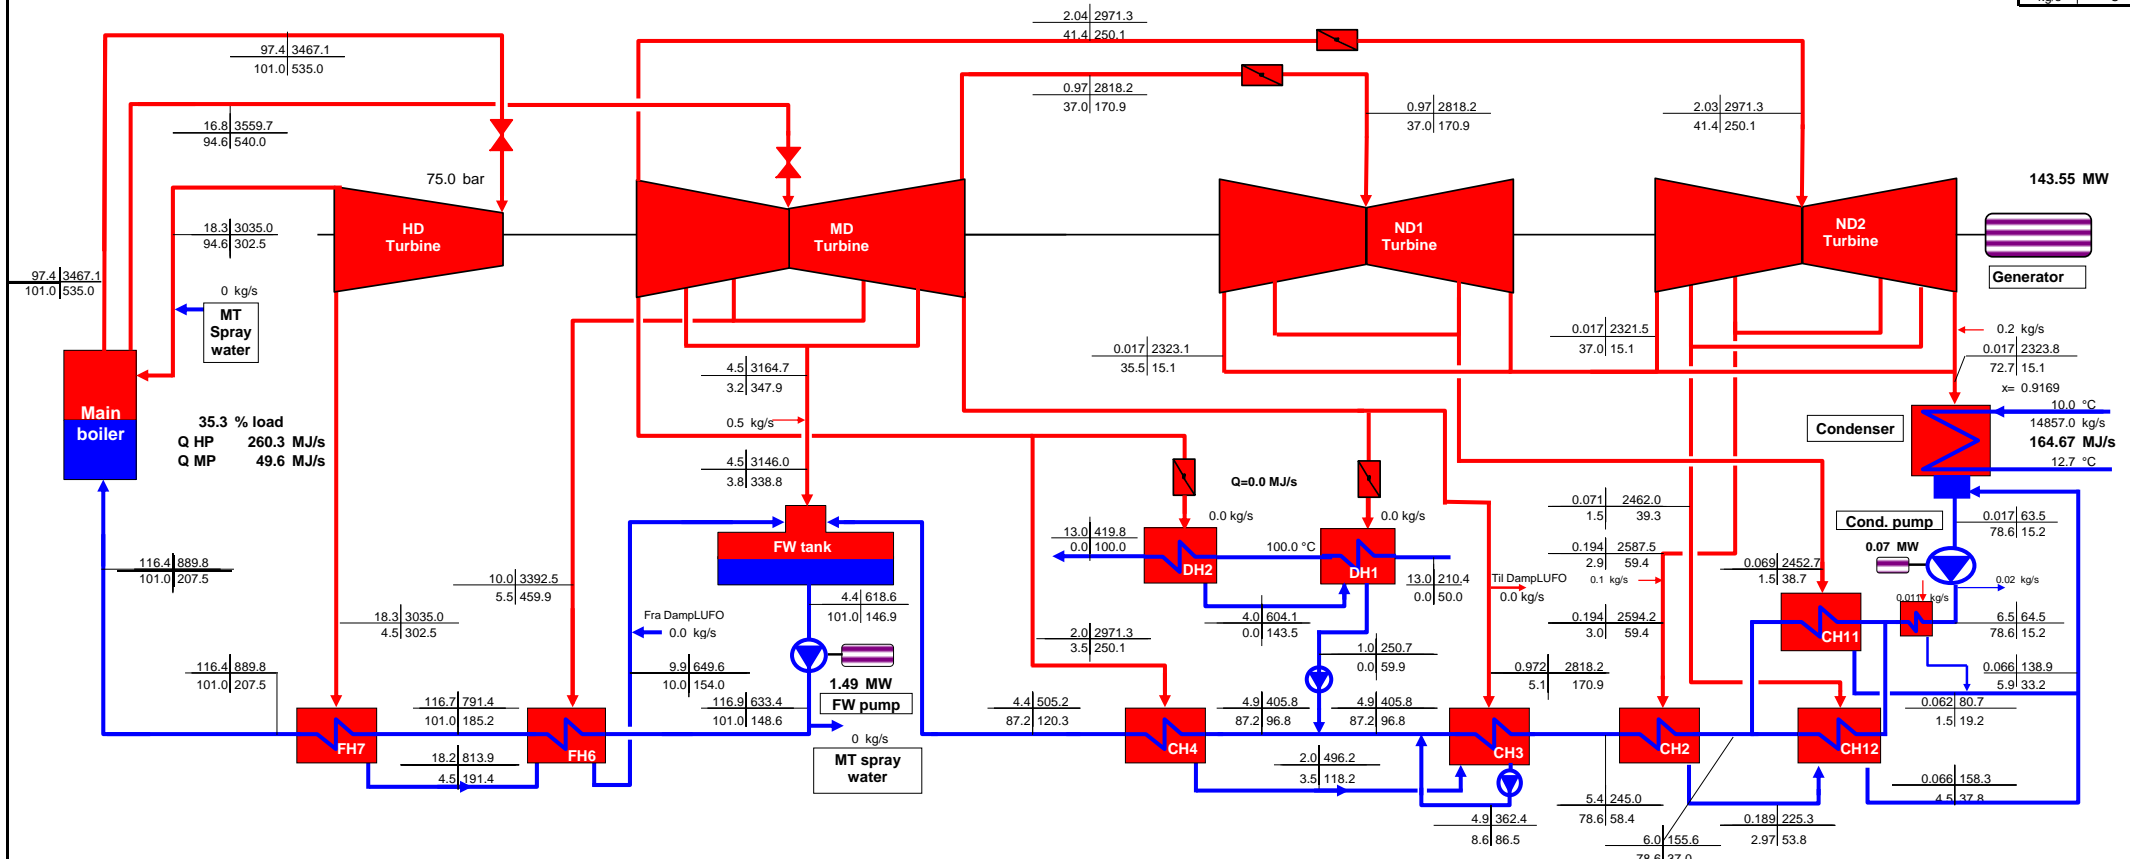 kg/s
2.04 2971.3
41.4 250.1
97.4 3467.1
101.0 535.0
0.97 2818.2
37.0 170.9
0.97 2818.2
37.0 170.9
2.03 2971.3
41.4 250.1
16.8 3559.7
94.6 540.0
75.0 bar
143.55 MW
18.3 3035.0
94.6 302.5
HD
Turbine
MD
Turbine
ND1
Turbine
ND2
Turbine
97.4 3467.1
101.0 535.0
Generator
0 kg/s
MT
Spray
water
0.017 2323.1
35.5 15.1
0.017 2321.5
37.0 15.1
0.2 kg/s
0.017 2323.8
72.7 15.1
x= 0.9169
4.5 3164.7
3.2 347.9
Main
boiler
35.3 % load
Q HP 260.3 MJ/s
Q MP 49.6 MJ/s
0.5 kg/s
10.0 °C
14857.0 kg/s
Condenser
164.67 MJ/s
12.7 °C
4.5 3146.0
3.8 338.8
Q=0.0 MJ/s
0.071 2462.0
1.5 39.3
0.0 kg/s
0.0 kg/s
Cond. pump
0.017 63.5
78.6 15.2
FW tank
13.0 419.8
0.0 100.0
100.0 °C
DH2
DH1
0.194 2587.5
2.9 59.4
0.07 MW
116.4 889.8
101.0 207.5
10.0 3392.5
5.5 459.9
0.069 2452.7
1.5 38.7
13.0 210.4
0.0 50.0
Til DampLUFO
0.0 kg/s
0.1 kg/s
0.02 kg/s
0.011 kg/s
4.4 618.6
101.0 146.9
18.3 3035.0
4.5 302.5
Fra DampLUFO
0.0 kg/s
4.0 604.1
0.0 143.5
0.194 2594.2
3.0 59.4
6.5 64.5
78.6 15.2
CH11
2.0 2971.3
3.5 250.1
1.0 250.7
0.0 59.9
116.4 889.8
101.0 207.5
9.9 649.6
10.0 154.0
0.972 2818.2
5.1 170.9
0.066 138.9
5.9 33.2
1.49 MW
FW pump
116.7 791.4
101.0 185.2
116.9 633.4
101.0 148.6
4.4 505.2
87.2 120.3
4.9 405.8
87.2 96.8
4.9 405.8
87.2 96.8
0.062 80.7
1.5 19.2
FH7
FH6
CH4
CH3
CH2
CH12
0 kg/s
MT spray
water
18.2 813.9
4.5 191.4
2.0 496.2
3.5 118.2
0.066 158.3
4.5 37.8
5.4 245.0
78.6 58.4
4.9 362.4
8.6 86.5
0.189 225.3
2.97 53.8
6.0 155.6
78.6 37.0